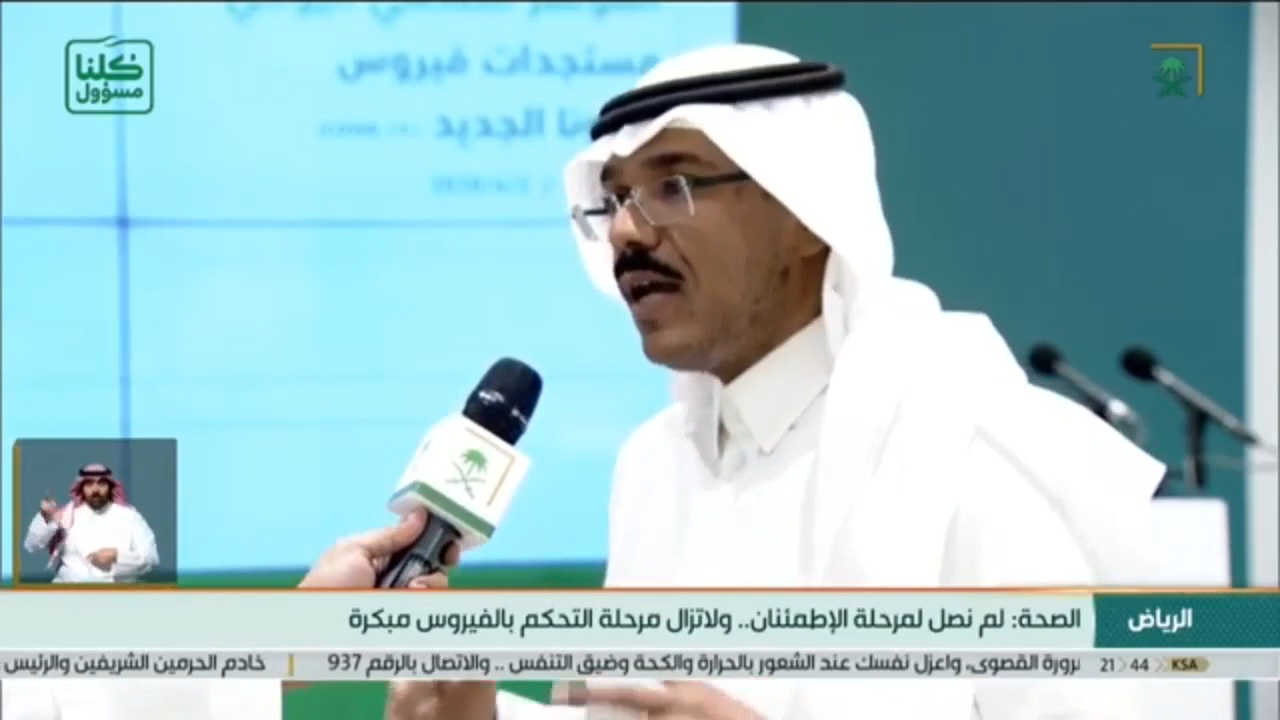 كلنا
مسؤول
مستجدات فيروس
الجديد
الرياض
الصحة: لم نصل لمرحلة الإطمئنان.. ولاتزال مرحلة التحكم بالفيروس مبكرة
KSA 21 44
القصوى، واعزل نفسك عند الشعور بالحرارة والكحة وضيق التنفس .. والاتصال بالرقم 937
خادم الحرمين الشريفين والرئيس